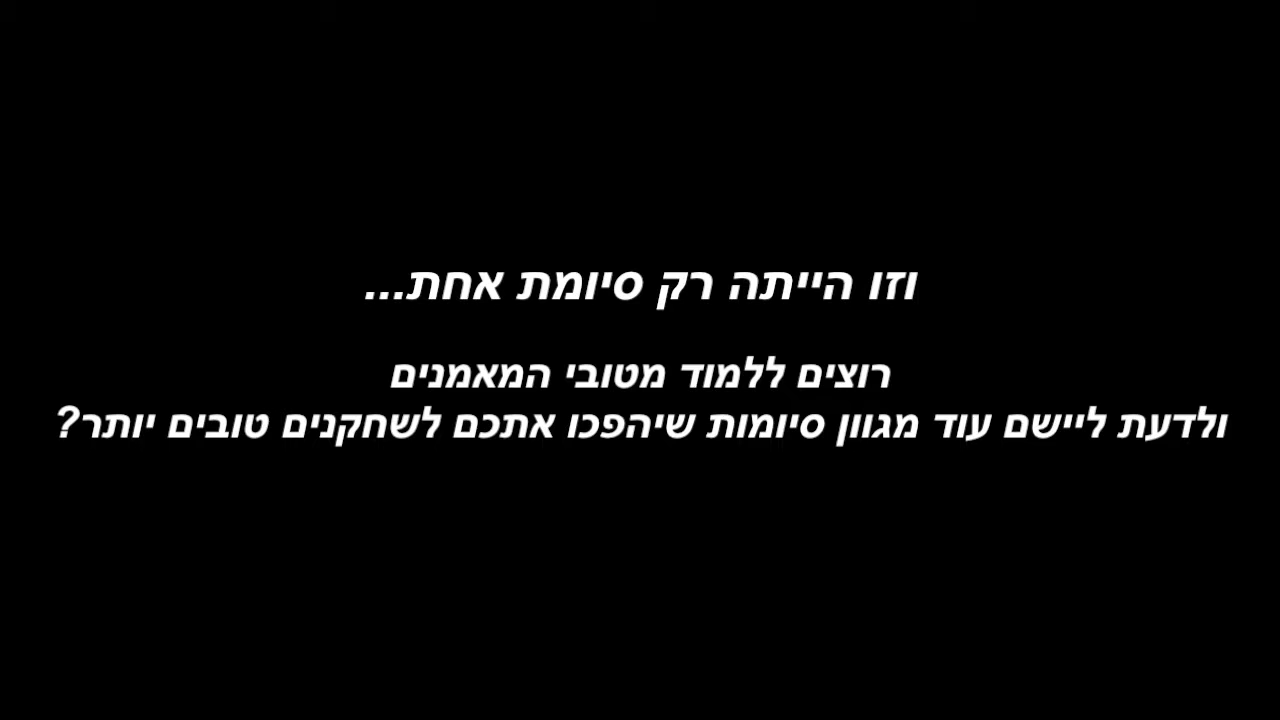 וזו הייתה רק סיומת אחת...
רוצים ללמוד מטובי המאמנים
ולדעת ליישם עוד מגוון סיומות שיהפכו אתכם לשחקנים טובים יותר?